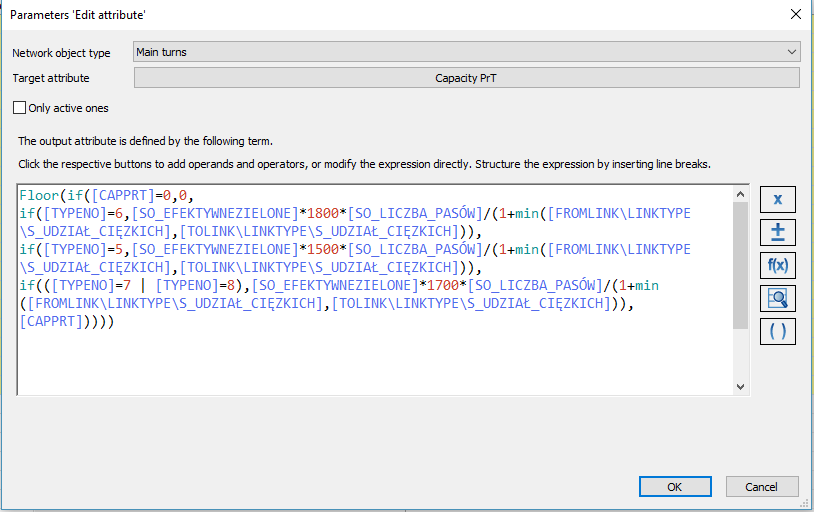 Parameters 'Edit attribute'
Network object type
Main turns
Target attribute
Capacity PrT
Only active ones
The output attribute is defined by the following term.
Click the respective buttons to add operands and operators, or modify the expression directly. Structure the expression by inserting line breaks.
Floor(if([CAPPRT]=0,0,
if([TYPENO]=6,[SO_EFEKTYWNEZIELONE]*1800*[SO_LICZBA_PASÓW]/(1+min([FROMLINK\LINKTYPE
\S_UDZIAŁ_CIĘZKICH],[TOLINK\LINKTYPE\S_UDZIAŁ_CIĘZKICH])),
if([TYPENO]=5,[SO_EFEKTYWNEZIELONE]*1500*[SO_LICZBA_PASÓW]/(1+min([FROMLINK\LINKTYPE
\S_UDZIAŁ_CIĘZKICH],[TOLINK\LINKTYPE\S_UDZIAŁ_CIĘZKICH])),
if(([TYPENO]=7 | [TYPENO]=8),[SO_EFEKTYWNEZIELONE]*1700*[SO_LICZBA_PASÓW]/(1+min
([FROMLINK\LINKTYPE\S_UDZIAŁ_CIĘZKICH],[TOLINK\LINKTYPE\S_UDZIAŁ_CIĘZKICH])),
[CAPPRT]))))
x
±
f(x)
( )
OK
Cancel